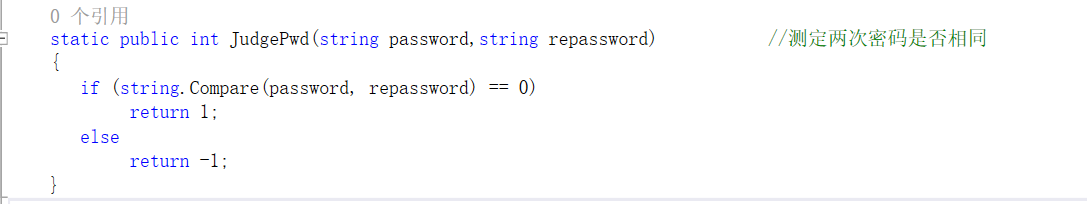 0 个引用
static public int JudgePwd(string password,string repassword) //测定两次密码是否相同
{
if (string.Compare(password, repassword) == 0)
return 1;
else
return -1;
}